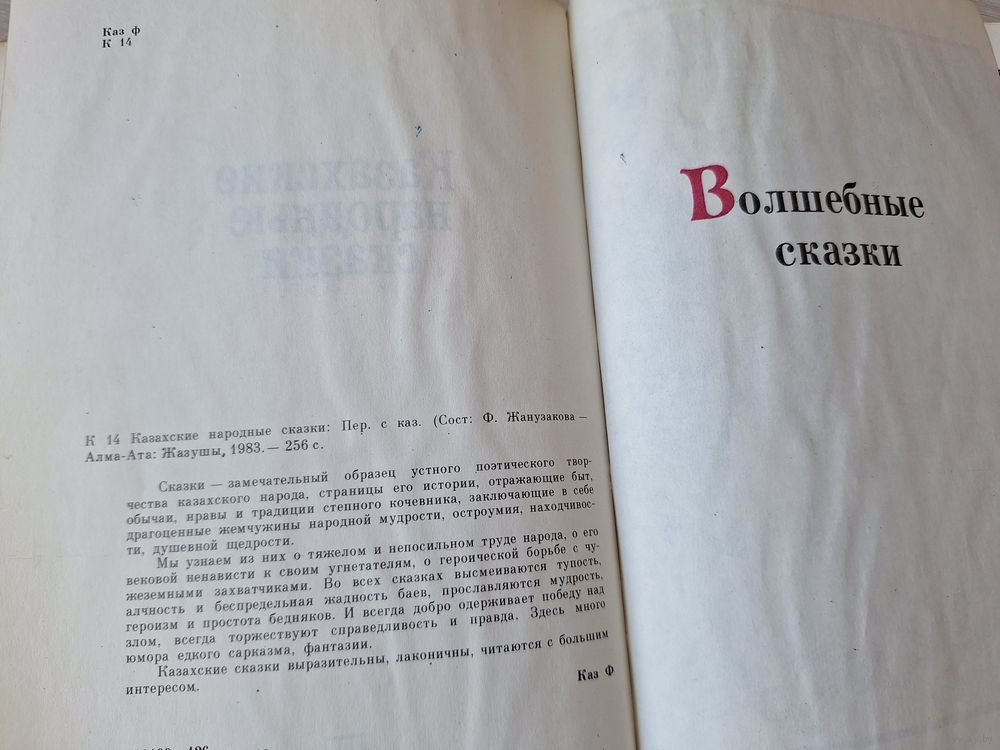 Каз ф
К 14
Казахские
народные
сказки
К 14 Казахские народные сказки: Пер. с каз. (Сост: Ф. Жанузакова —
Алма-Ата: Жазушы, 1983.— 256 с.
Сказки — замечательный образец устного поэтического твор-
чества казахского народа, страницы его истории, отражающие быт,
обычаи, нравы и традиции степного кочевника, заключающие в себе
драгоценные жемчужины народной мудрости, остроумия, находчивос-
ти, душевной щедрости.
Мы узнаем из них о тяжелом и непосильном труде народа, о его
вековой ненависти к своим угнетателям, о героической борьбе с чу-
жеземными захватчиками. Во всех сказках высмеиваются тупость,
алчность и беспредельная жадность баев, прославляются мудрость,
героизм и простота бедняков. И всегда добро одерживает победу над
злом, всегда торжествуют справедливость и правда. Здесь много
юмора едкого сарказма, фантазии.
Казахские сказки выразительны, лаконичны, читаются с большим
интересом.
Каз Ф
Волшебные
сказки